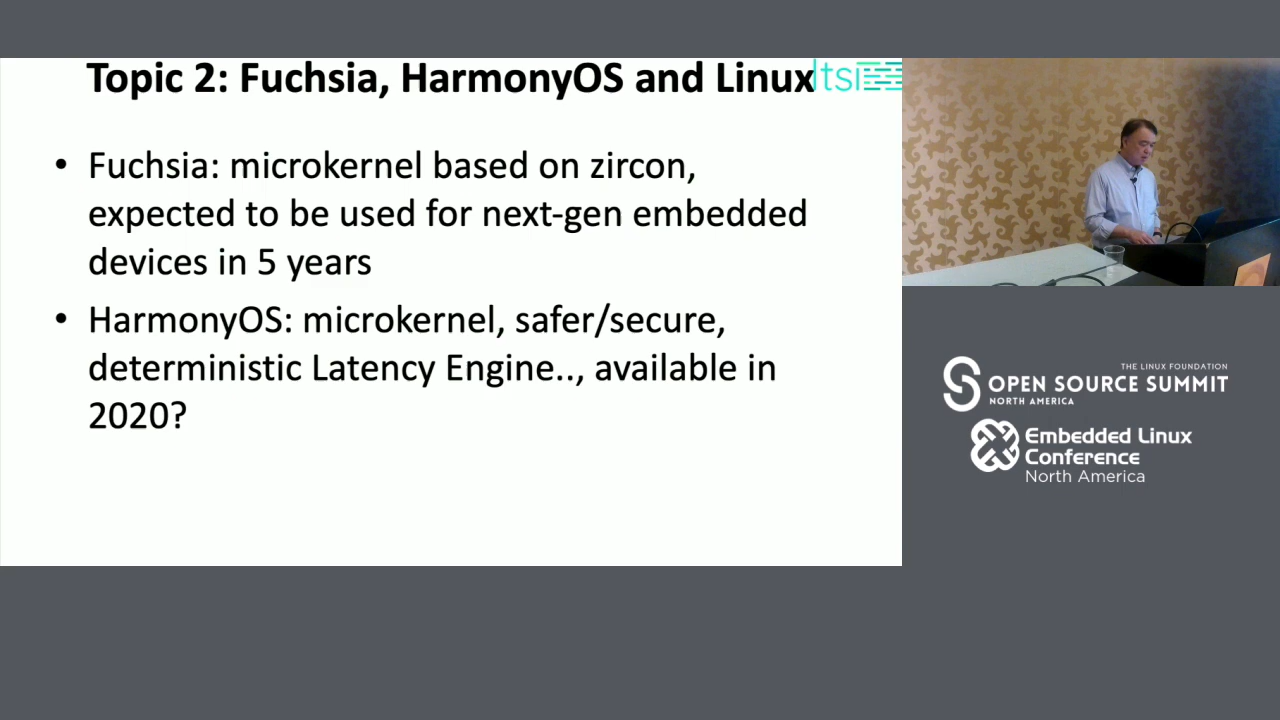 Topic 2: Fuchsia, HarmonyOS and Linux
ltsi
• Fuchsia: microkernel based on zircon,
expected to be used for next-gen embedded
devices in 5 years
• HarmonyOS: microkernel, safer/secure,
deterministic Latency Engine.., available in
2020?
THE LINUX FOUNDATION
OPEN SOURCE SUMMIT
NORTH AMERICA
Embedded Linux
Conference
North America